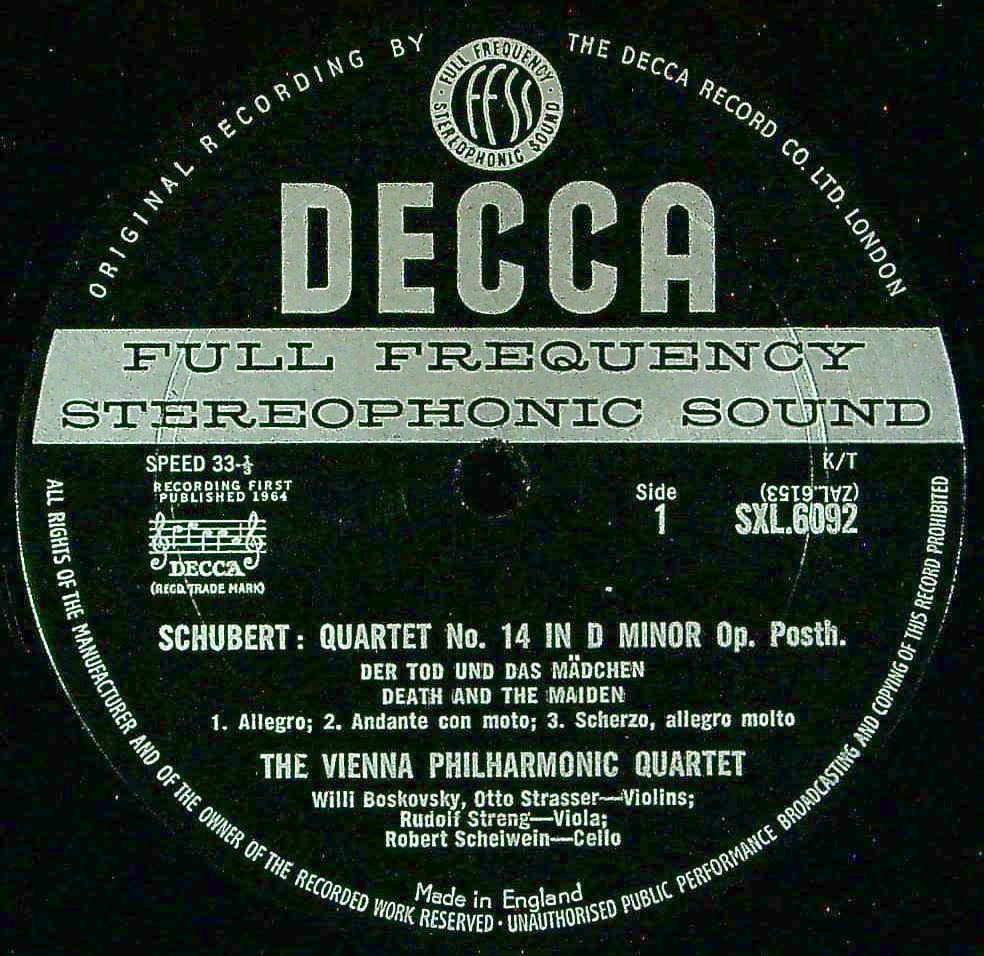 ORIGINAL RECORDING BY THE DECCA RECORD CO. LTD. LONDON
FULL FREQUENCY · STEREOPHONIC SOUND ·
FFSS
DECCA
FULL FREQUENCY
STEREOPHONIC SOUND
SPEED 33-⅓
RECORDING FIRST
PUBLISHED 1964
DECCA
(REGD. TRADE MARK)
K/T
(ZAL.6153)
Side
1
SXL.6092
SCHUBERT: QUARTET No. 14 IN D MINOR Op. Posth.
DER TOD UND DAS MÄDCHEN
DEATH AND THE MAIDEN
1. Allegro; 2. Andante con moto; 3. Scherzo, allegro molto
THE VIENNA PHILHARMONIC QUARTET
Willi Boskovsky, Otto Strasser—Violins;
Rudolf Streng—Viola;
Robert Scheiwein—Cello
Made in England
ALL RIGHTS OF THE MANUFACTURER AND OF THE OWNER OF THE RECORDED WORK RESERVED · UNAUTHORISED PUBLIC PERFORMANCE BROADCASTING AND COPYING OF THIS RECORD PROHIBITED